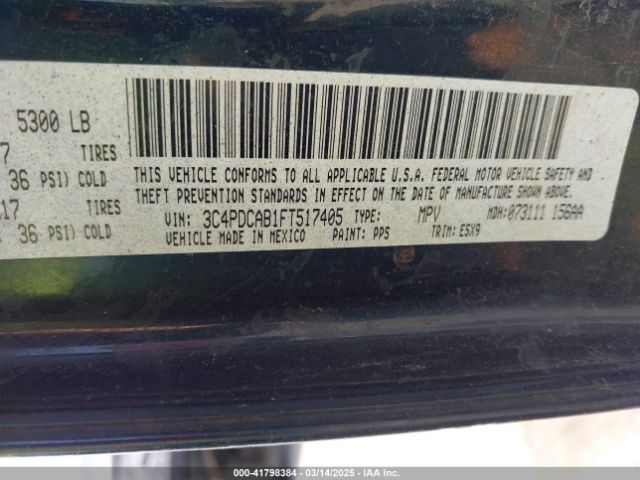 5300 LB
7 TIRES
36 PSI) COLD
17 TIRES
36 PSI) COLD
THIS VEHICLE CONFORMS TO ALL APPLICABLE U.S.A. FEDERAL MOTOR VEHICLE SAFETY AND
THEFT PREVENTION STANDARDS IN EFFECT ON THE DATE OF MANUFACTURE SHOWN ABOVE.
VIN: 3C4PDCAB1FT517405 TYPE: MPV MDH:073111 156AA
VEHICLE MADE IN MEXICO PAINT: PPS TRIM: E5X9
000-41798384 — 03/14/2025 — IAA Inc.